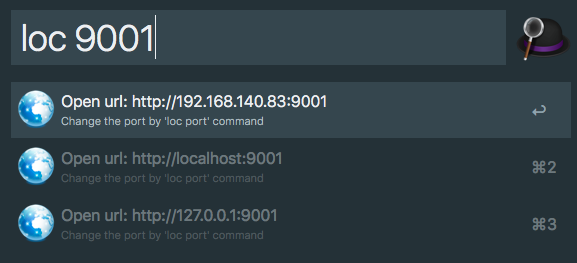 loc 9001
Open url: http://192.168.140.83:9001
Change the port by 'loc port' command
↩
Open url: http://localhost:9001
Change the port by 'loc port' command
⌘2
Open url: http://127.0.0.1:9001
Change the port by 'loc port' command
⌘3